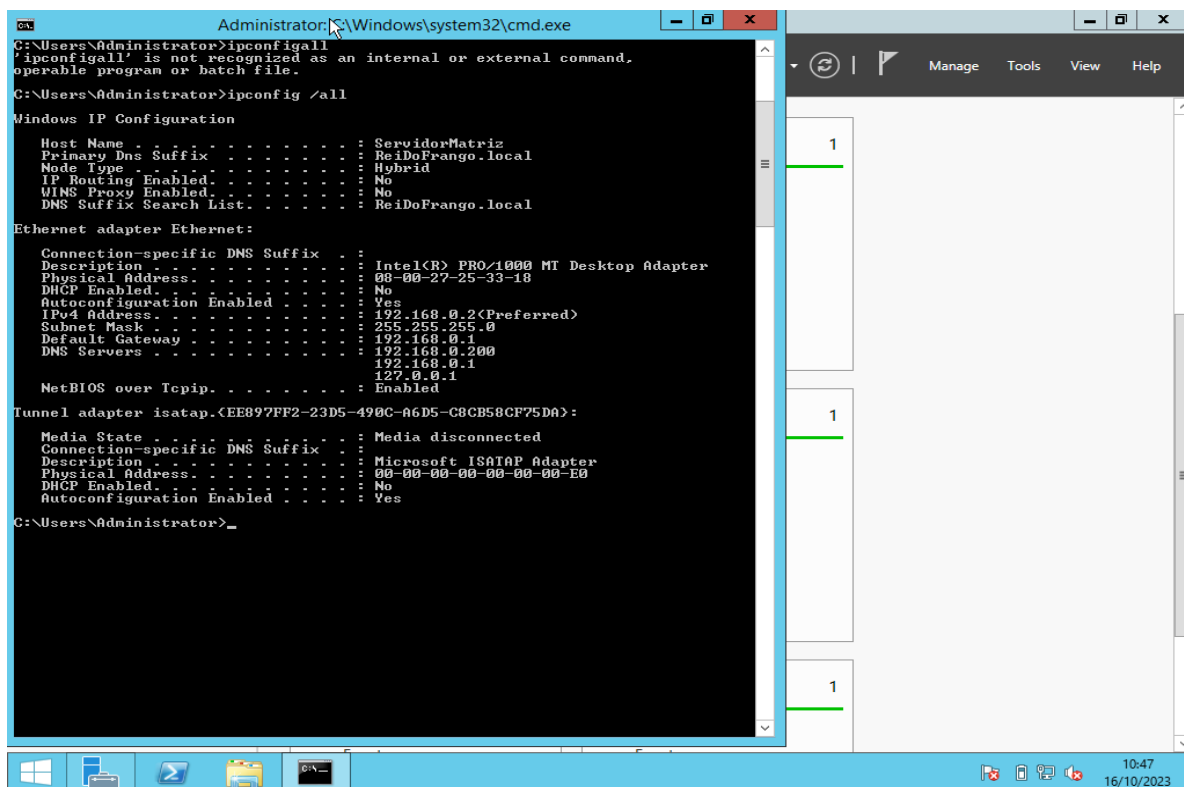 Administrator: C:\Windows\system32\cmd.exe
C:\Users\Administrator>ipconfigall
'ipconfigall' is not recognized as an internal or external command,
operable program or batch file.
C:\Users\Administrator>ipconfig /all
Windows IP Configuration
Host Name . . . . . . . . . . . . : ServidorMatriz
Primary Dns Suffix . . . . . . . : ReiDoFrango.local
Node Type . . . . . . . . . . . . : Hybrid
IP Routing Enabled. . . . . . . . : No
WINS Proxy Enabled. . . . . . . . : No
DNS Suffix Search List. . . . . . : ReiDoFrango.local
Ethernet adapter Ethernet:
Connection-specific DNS Suffix . :
Description . . . . . . . . . . . : Intel(R) PRO/1000 MT Desktop Adapter
Physical Address. . . . . . . . . : 08-00-27-25-33-18
DHCP Enabled. . . . . . . . . . . : No
Autoconfiguration Enabled . . . . : Yes
IPv4 Address. . . . . . . . . . . : 192.168.0.2(Preferred)
Subnet Mask . . . . . . . . . . . : 255.255.255.0
Default Gateway . . . . . . . . . : 192.168.0.1
DNS Servers . . . . . . . . . . . : 192.168.0.200
192.168.0.1
127.0.0.1
NetBIOS over Tcpip. . . . . . . . : Enabled
Tunnel adapter isatap.{EE897FF2-23D5-490C-A6D5-C8CB58CF75DA}:
Media State . . . . . . . . . . . : Media disconnected
Connection-specific DNS Suffix . :
Description . . . . . . . . . . . : Microsoft ISATAP Adapter
Physical Address. . . . . . . . . : 00-00-00-00-00-00-00-E0
DHCP Enabled. . . . . . . . . . . : No
Autoconfiguration Enabled . . . . : Yes
C:\Users\Administrator>_
Manage Tools View Help
1
1
1
10:47
16/10/2023